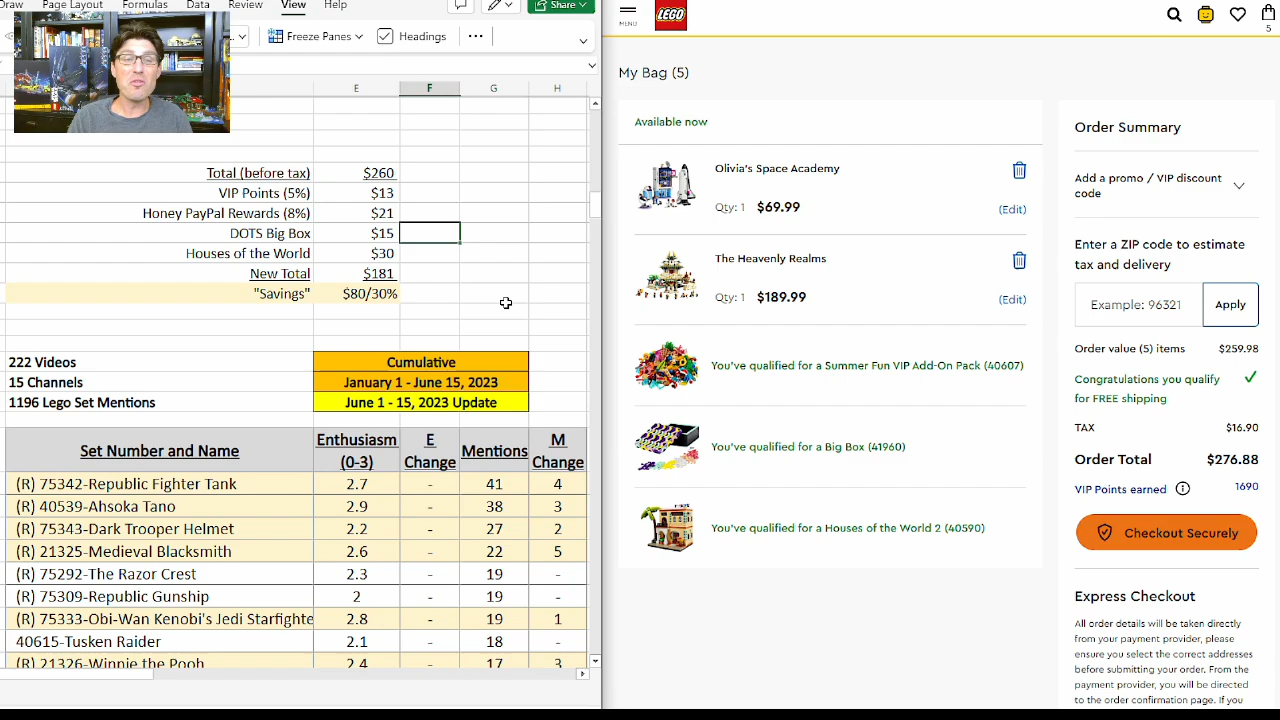 Draw
Page Layout
Formulas
Data
Review
View
Help
Share
Freeze Panes
Headings
E
F
G
H
Total (before tax) $260
VIP Points (5%) $13
Honey PayPal Rewards (8%) $21
DOTS Big Box $15
Houses of the World $30
New Total $181
"Savings" $80/30%
222 Videos Cumulative
15 Channels January 1 - June 15, 2023
1196 Lego Set Mentions June 1 - 15, 2023 Update
Set Number and Name Enthusiasm (0-3) E Change Mentions M Change
(R) 75342-Republic Fighter Tank 2.7 - 41 4
(R) 40539-Ahsoka Tano 2.9 - 38 3
(R) 75343-Dark Trooper Helmet 2.2 - 27 2
(R) 21325-Medieval Blacksmith 2.6 - 22 5
(R) 75292-The Razor Crest 2.3 - 19 -
(R) 75309-Republic Gunship 2 - 19 -
(R) 75333-Obi-Wan Kenobi's Jedi Starfighte 2.8 - 19 1
40615-Tusken Raider 2.1 - 18 -
(R) 21326-Winnie the Pooh 2.4 - 17 3
MENU
LEGO
5
My Bag (5)
Available now
Olivia's Space Academy
Qty: 1 $69.99
(Edit)
The Heavenly Realms
Qty: 1 $189.99
(Edit)
You've qualified for a Summer Fun VIP Add-On Pack (40607)
You've qualified for a Big Box (41960)
You've qualified for a Houses of the World 2 (40590)
Order Summary
Add a promo / VIP discount
code
Enter a ZIP code to estimate
tax and delivery
Example: 96321
Apply
Order value (5) items $259.98
Congratulations you qualify
for FREE shipping
TAX $16.90
Order Total $276.88
VIP Points earned 1690
Checkout Securely
Express Checkout
All order details will be taken directly
from your payment provider, please
ensure you select the correct addresses
before submitting your order. From the
payment provider, you will be directed
to the order confirmation page. If you